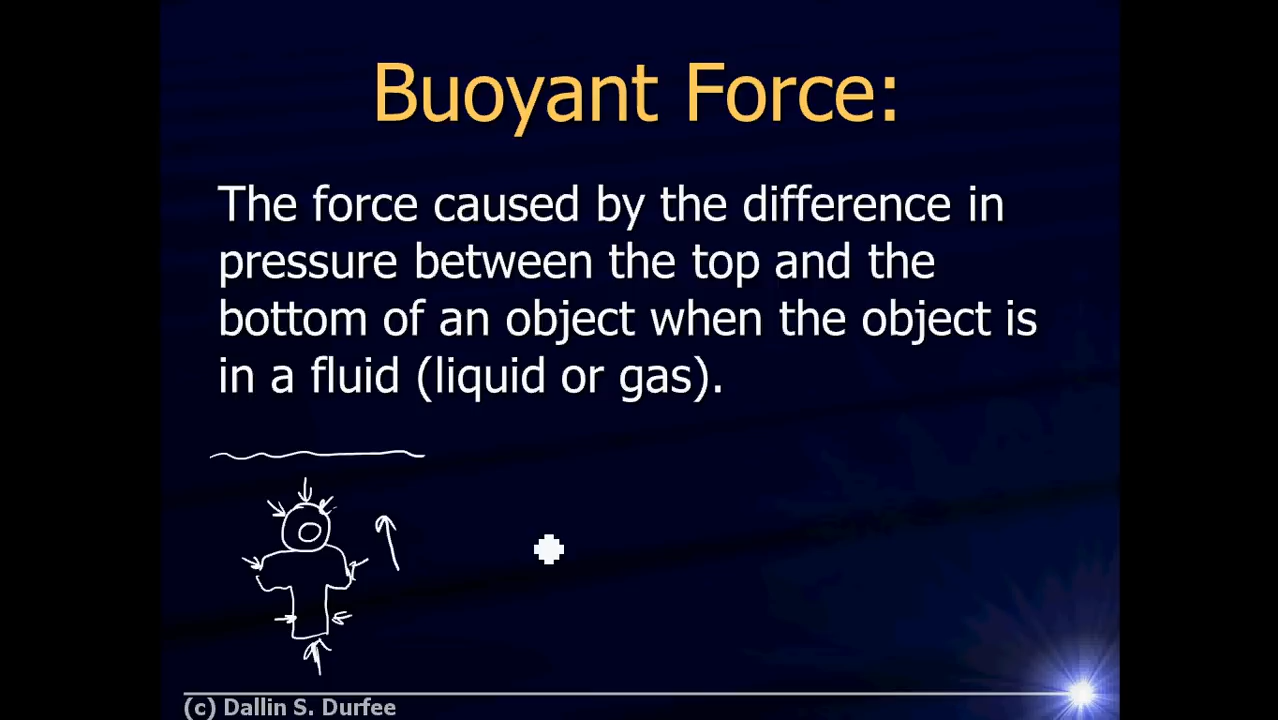 Buoyant Force:
The force caused by the difference in
pressure between the top and the
bottom of an object when the object is
in a fluid (liquid or gas).
(c) Dallin S. Durfee